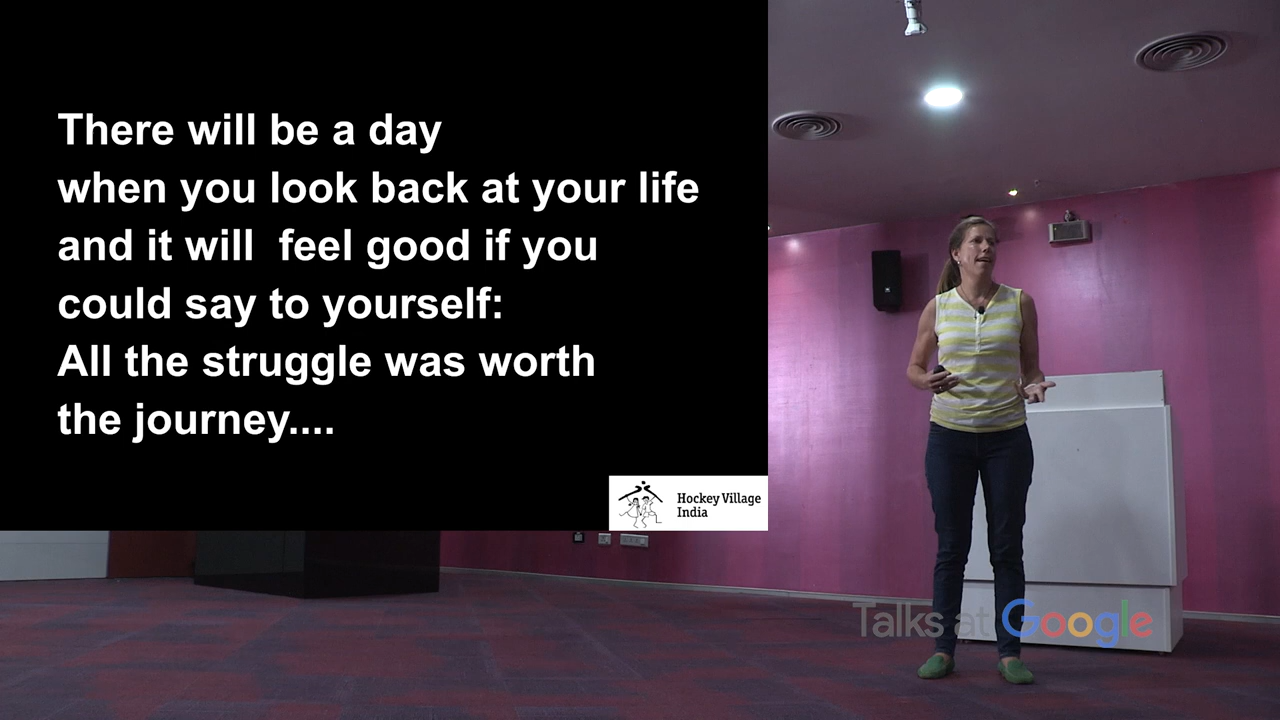 There will be a day
when you look back at your life
and it will  feel good if you
could say to yourself:
All the struggle was worth
the journey....
Hockey Village
India
Talks at Google